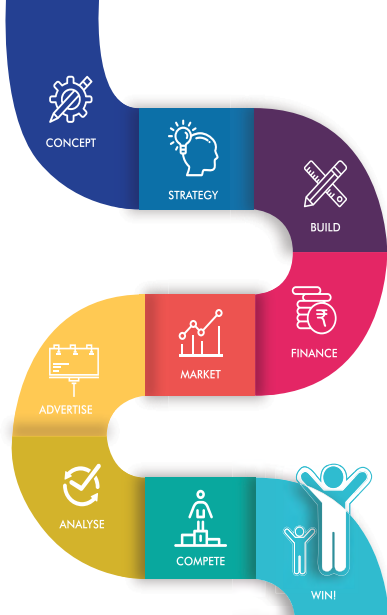 CONCEPT
STRATEGY
BUILD
FINANCE
MARKET
ADVERTISE
ANALYSE
COMPETE
WIN!